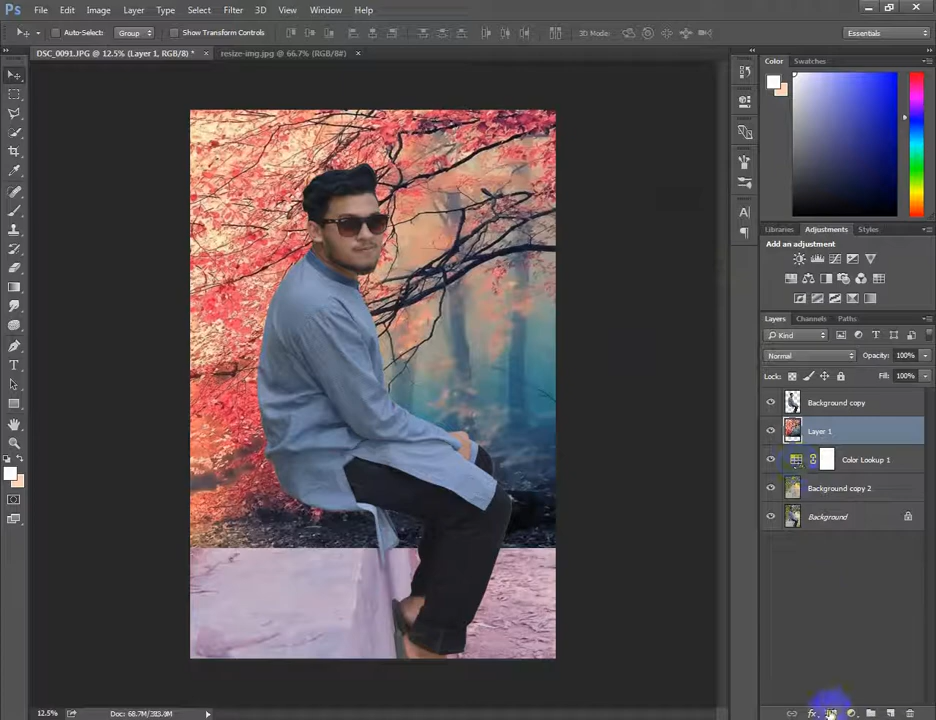 Ps File Edit Image Layer Type Select Filter 3D View Window Help
Auto-Select: Group Show Transform Controls 3D Mode: Essentials
DSC_0091.JPG @ 12.5% (Layer 1, RGB/8) * × resize-img.jpg @ 66.7% (RGB/8#) ×
Color Swatches
Libraries Adjustments Styles
Add an adjustment
Layers Channels Paths
Kind
Normal Opacity: 100%
Lock: Fill: 100%
Background copy
Layer 1
Color Lookup 1
Background copy 2
Background
12.5% Doc: 68.7M/393.0M
fx